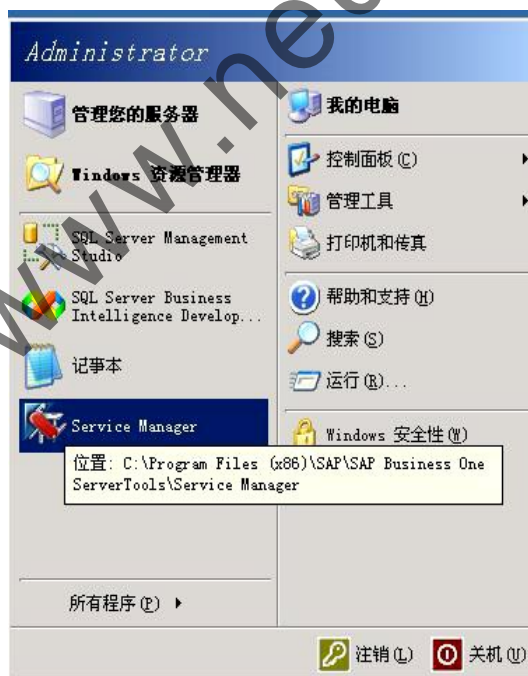 Administrator
管理您的服务器
Windows 资源管理器
SQL Server Management
Studio
SQL Server Business
Intelligence Develop...
记事本
Service Manager
位置: C:\Program Files (x86)\SAP\SAP Business One
ServerTools\Service Manager
所有程序(P)
我的电脑
控制面板(C)
管理工具
打印机和传真
帮助和支持(H)
搜索(S)
运行(R)...
Windows 安全性(W)
注销(L)
关机(U)
www.nec